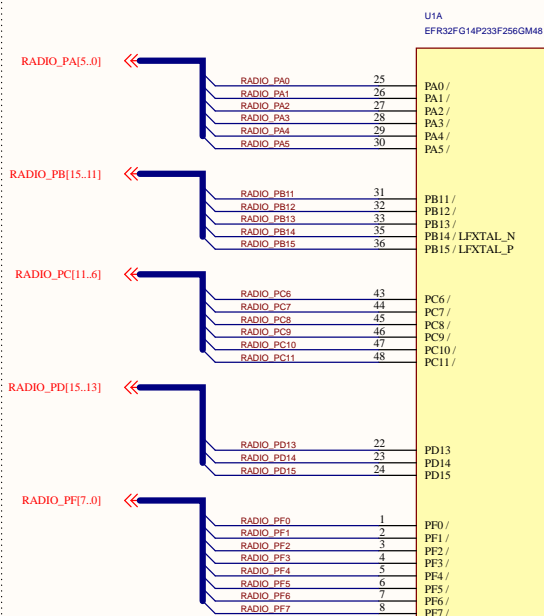 U1A
EFR32FG14P233F256GM48
RADIO_PA[5..0]
RADIO_PA0 25 PA0 /
RADIO_PA1 26 PA1 /
RADIO_PA2 27 PA2 /
RADIO_PA3 28 PA3 /
RADIO_PA4 29 PA4 /
RADIO_PA5 30 PA5 /
RADIO_PB[15..11]
RADIO_PB11 31 PB11 /
RADIO_PB12 32 PB12 /
RADIO_PB13 33 PB13 /
RADIO_PB14 35 PB14 / LFXTAL_N
RADIO_PB15 36 PB15 / LFXTAL_P
RADIO_PC[11..6]
RADIO_PC6 43 PC6 /
RADIO_PC7 44 PC7 /
RADIO_PC8 45 PC8 /
RADIO_PC9 46 PC9 /
RADIO_PC10 47 PC10 /
RADIO_PC11 48 PC11 /
RADIO_PD[15..13]
RADIO_PD13 22 PD13
RADIO_PD14 23 PD14
RADIO_PD15 24 PD15
RADIO_PF[7..0]
RADIO_PF0 1 PF0 /
RADIO_PF1 2 PF1 /
RADIO_PF2 3 PF2 /
RADIO_PF3 4 PF3 /
RADIO_PF4 5 PF4 /
RADIO_PF5 6 PF5 /
RADIO_PF6 7 PF6 /
RADIO_PF7 8 PF7 /